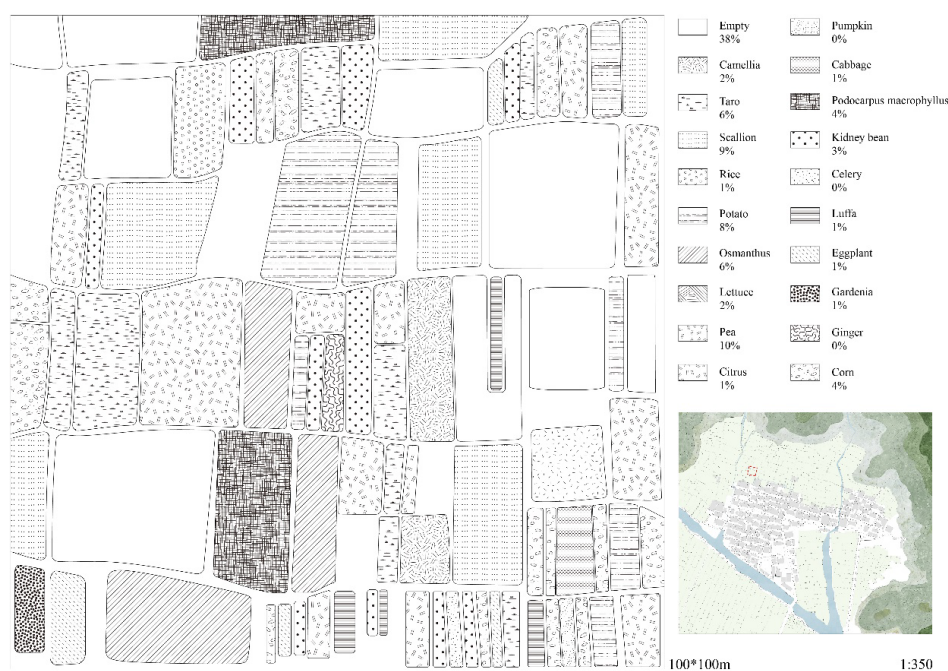 Empty
38%
Camellia
2%
Taro
6%
Scallion
9%
Rice
1%
Potato
8%
Osmanthus
6%
Lettuce
2%
Pea
10%
Citrus
1%
Pumpkin
0%
Cabbage
1%
Podocarpus macrophyllus
4%
Kidney bean
3%
Celery
0%
Luffa
1%
Eggplant
1%
Gardenia
1%
Ginger
0%
Corn
4%
100*100m
1:350